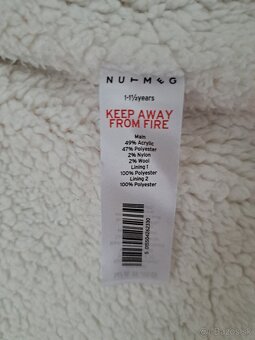 NUTMEG
1-1½years
KEEP AWAY
FROM FIRE
Main
49% Acrylic
47% Polyester
2% Nylon
2% Wool
Lining 1
100% Polyester
Lining 2
100% Polyester